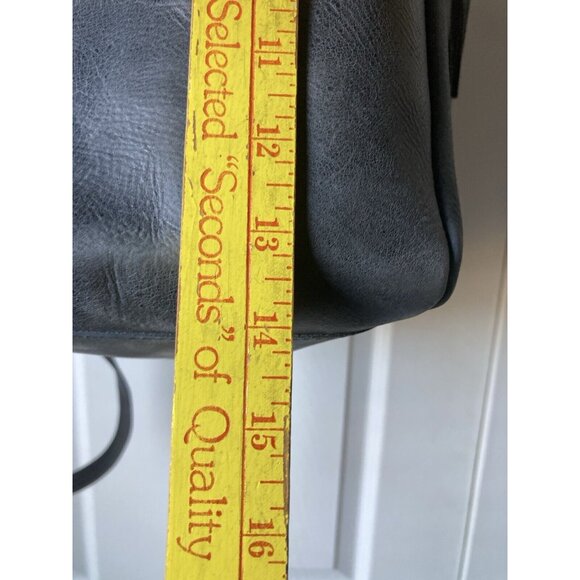 Selected "Seconds" of Quality
11 12 13 14 15 16